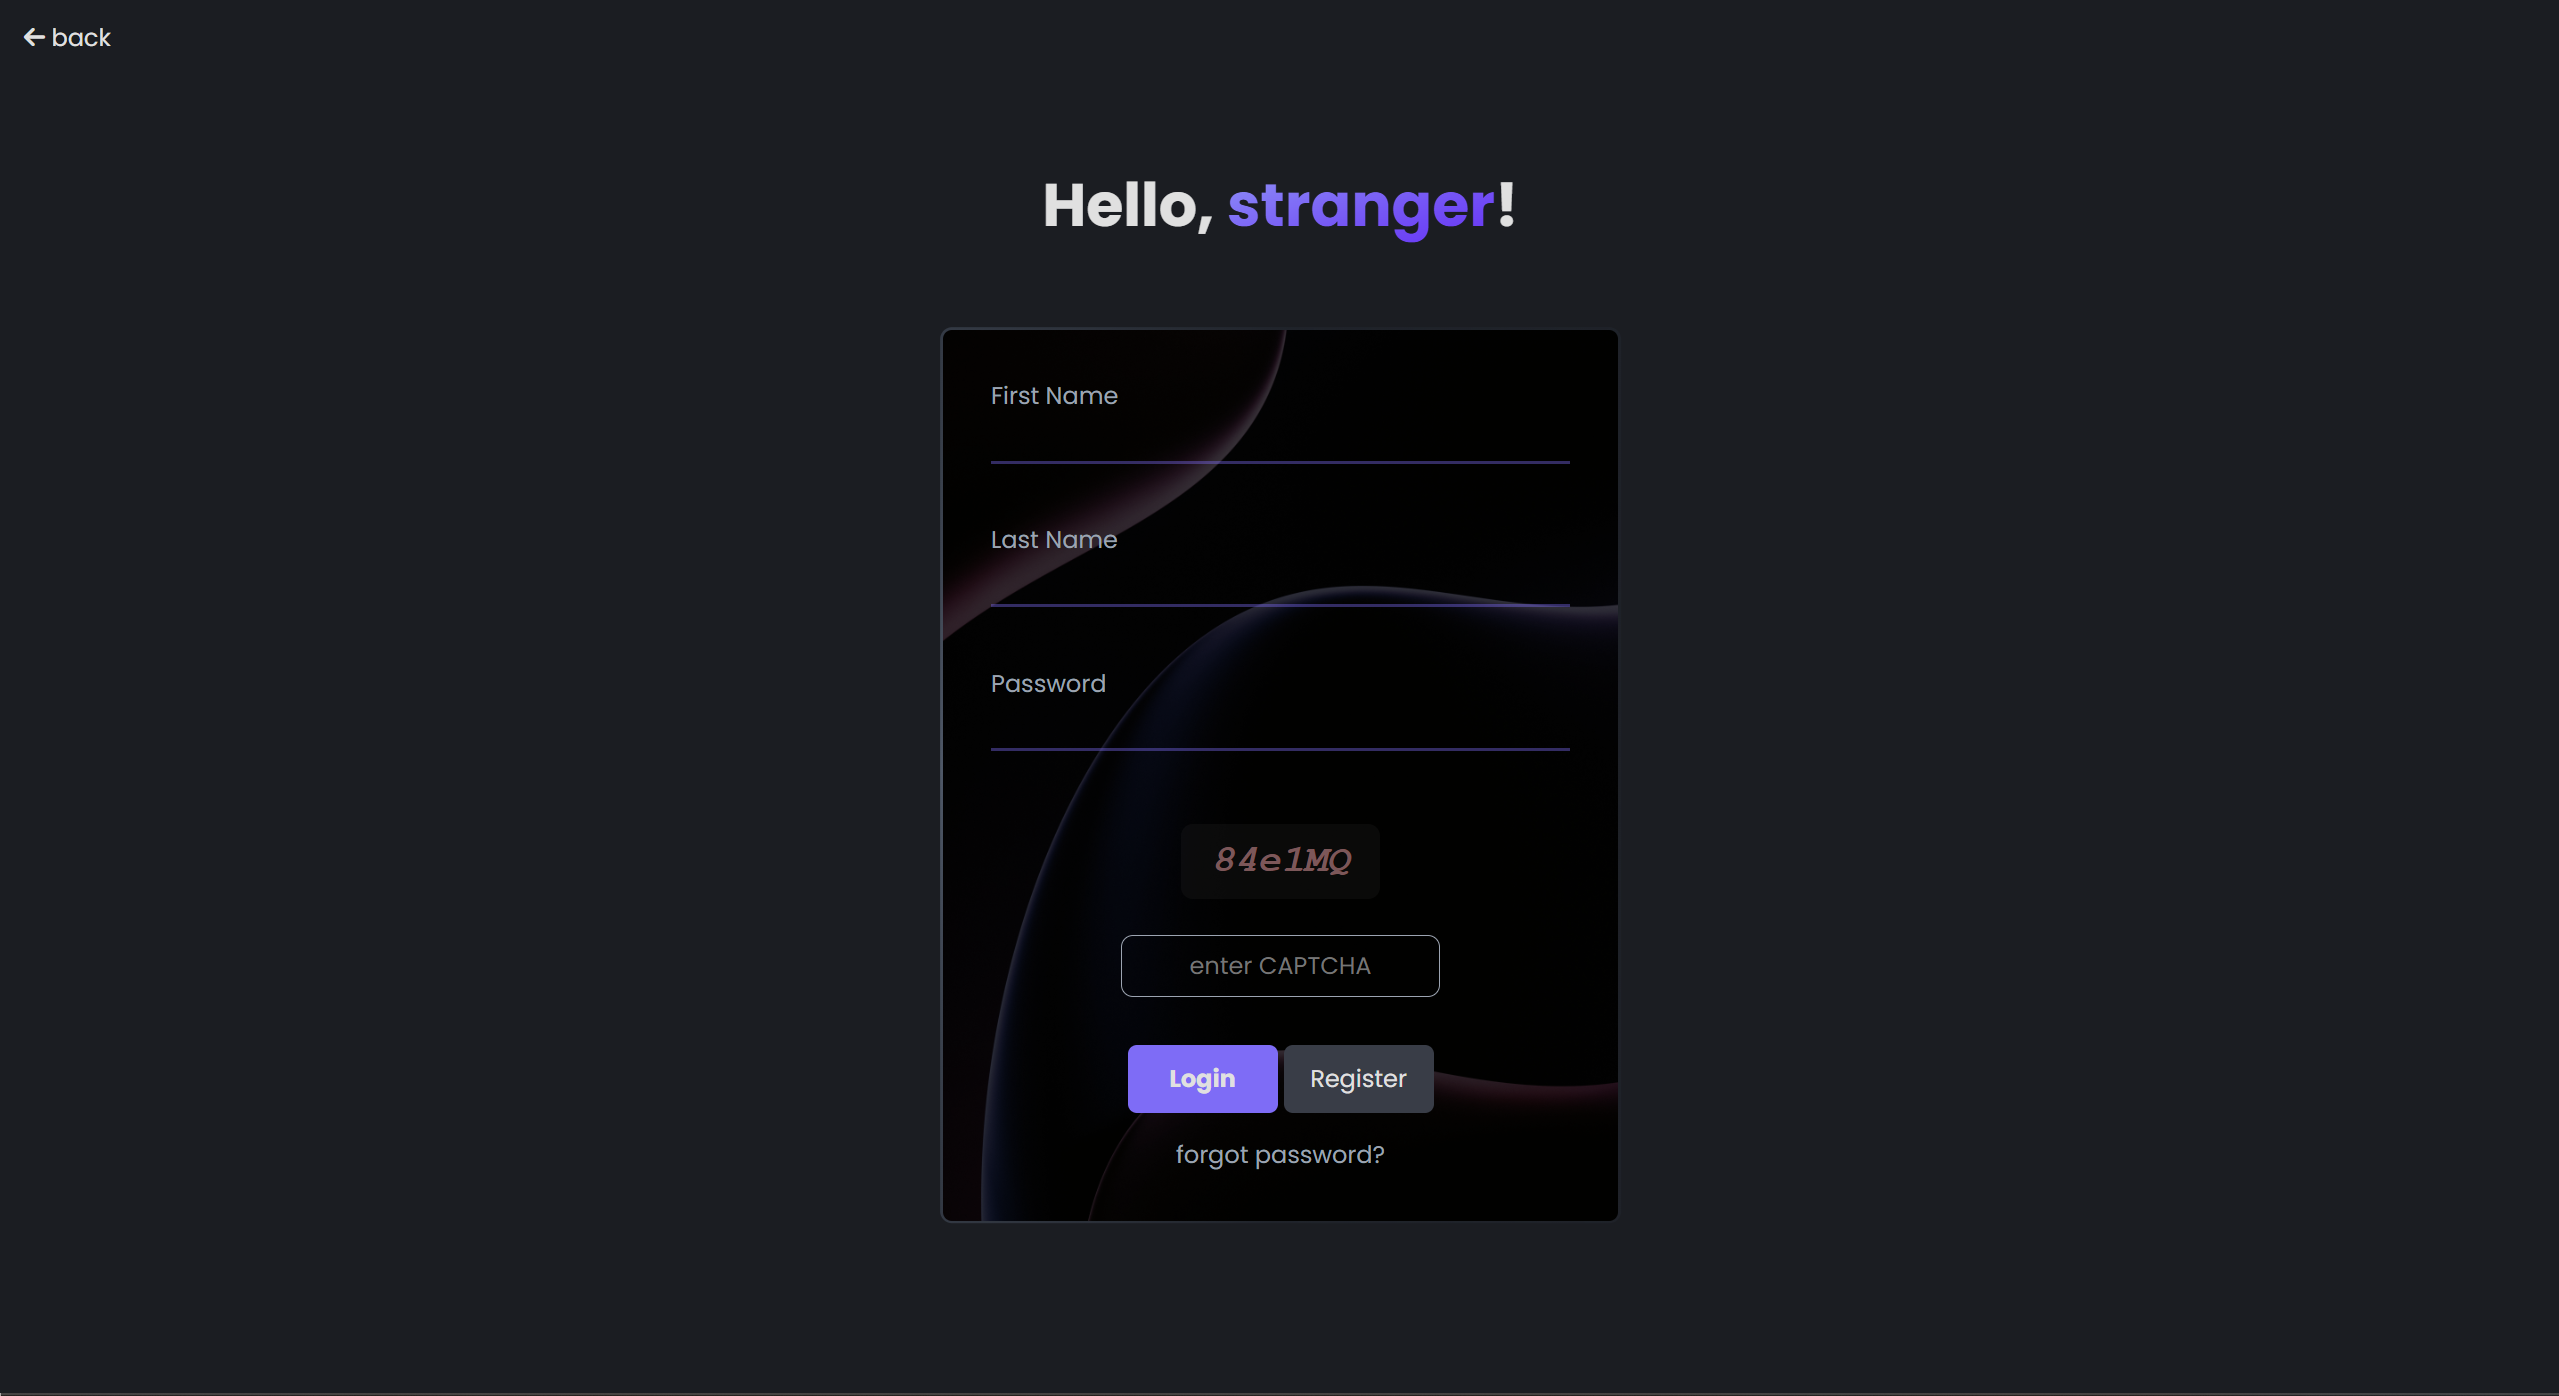 back
Hello, stranger!
First Name
Last Name
Password
84e1MQ
enter CAPTCHA
Login
Register
forgot password?